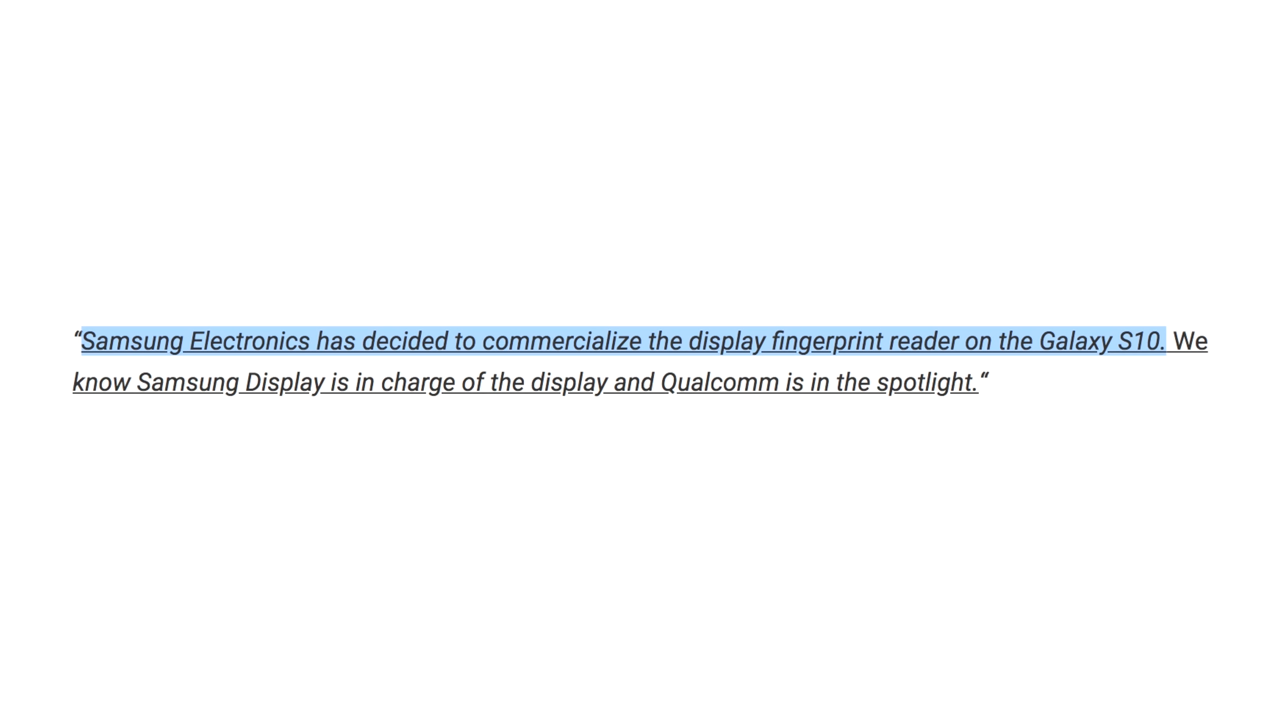 “Samsung Electronics has decided to commercialize the display fingerprint reader on the Galaxy S10. We
know Samsung Display is in charge of the display and Qualcomm is in the spotlight.“